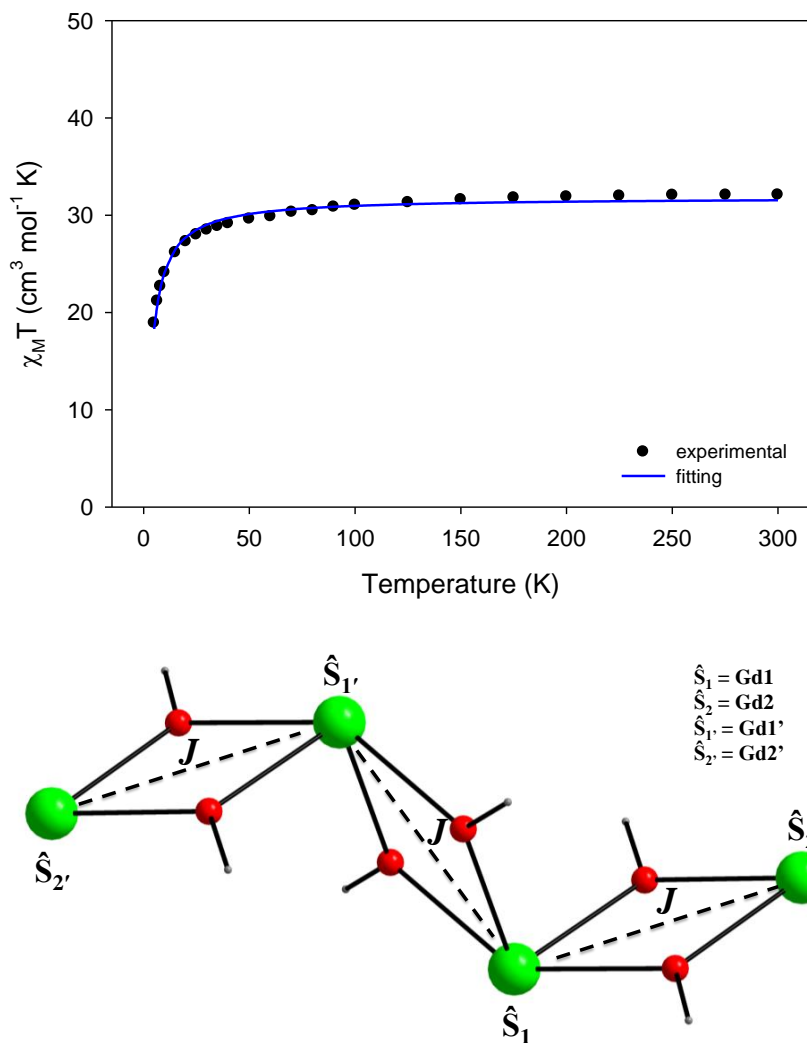 50
40
30
20
10
0
χ_M T (cm³ mol⁻¹ K)
experimental
fitting
0 50 100 150 200 250 300
Temperature (K)
Ŝ₁′
Ŝ₁ = Gd1
Ŝ₂ = Gd2
Ŝ₁' = Gd1'
Ŝ₂' = Gd2'
J
J
J
Ŝ₂′
Ŝ₁